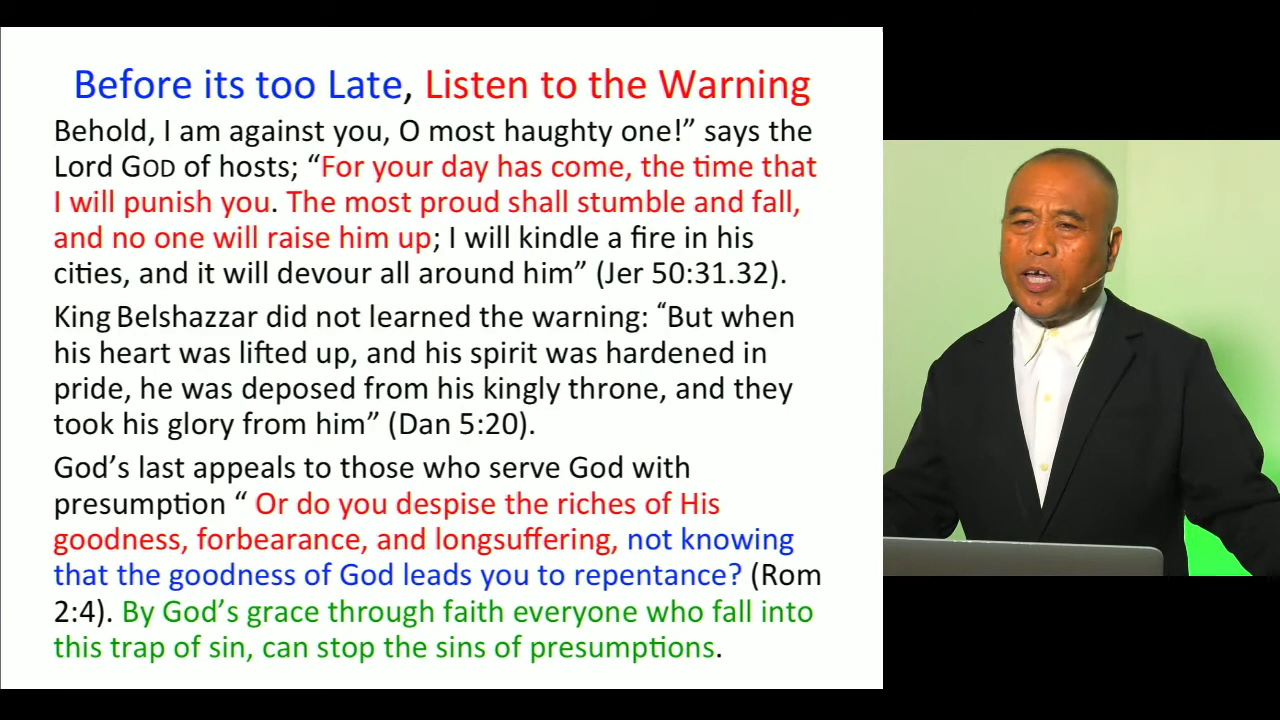 Before its too Late, Listen to the Warning
Behold, I am against you, O most haughty one!” says the
Lord GOD of hosts; “For your day has come, the time that
I will punish you. The most proud shall stumble and fall,
and no one will raise him up; I will kindle a fire in his
cities, and it will devour all around him” (Jer 50:31.32).
King Belshazzar did not learned the warning: “But when
his heart was lifted up, and his spirit was hardened in
pride, he was deposed from his kingly throne, and they
took his glory from him” (Dan 5:20).
God’s last appeals to those who serve God with
presumption “ Or do you despise the riches of His
goodness, forbearance, and longsuffering, not knowing
that the goodness of God leads you to repentance? (Rom
2:4). By God’s grace through faith everyone who fall into
this trap of sin, can stop the sins of presumptions.